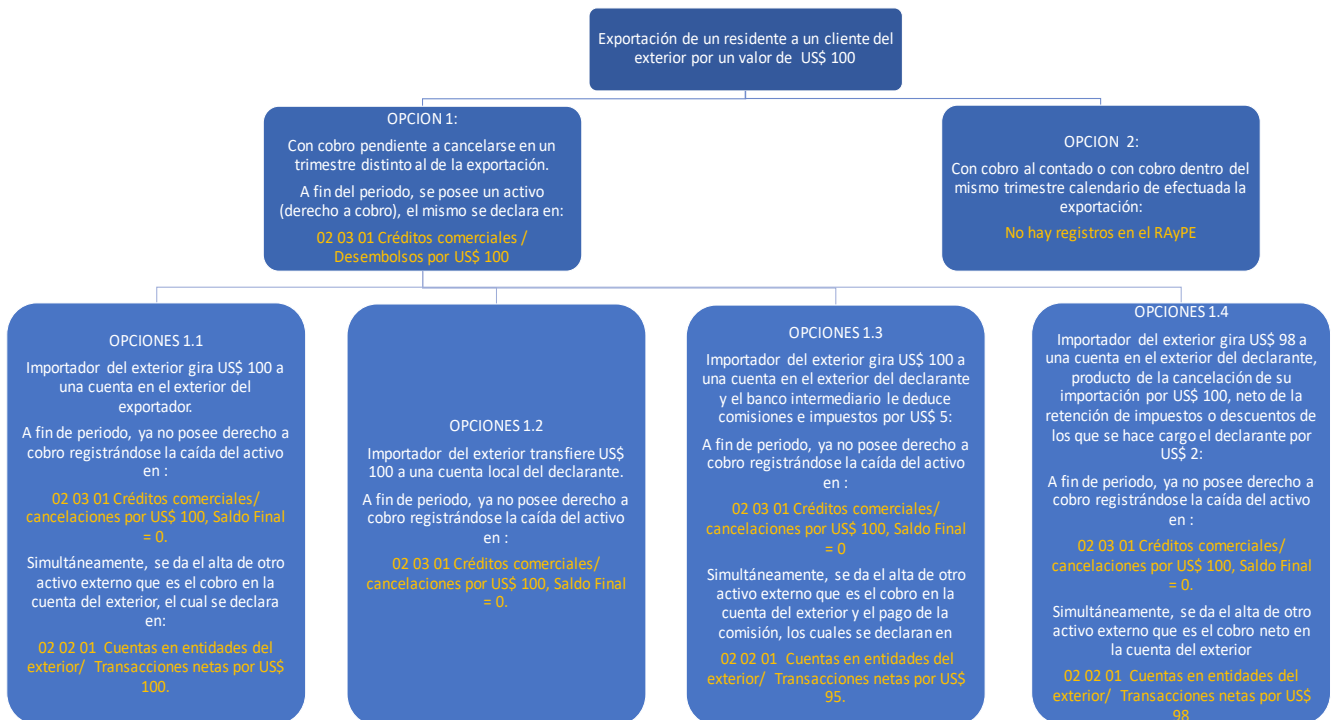 Exportación de un residente a un cliente del
exterior por un valor de US$ 100
OPCION 1:
Con cobro pendiente a cancelarse en un
trimestre distinto al de la exportación.
A fin del periodo, se posee un activo
(derecho a cobro), el mismo se declara en:
02 03 01 Créditos comerciales /
Desembolsos por US$ 100
OPCION 2:
Con cobro al contado o con cobro dentro del
mismo trimestre calendario de efectuada la
exportación:
No hay registros en el RAyPE
OPCIONES 1.1
Importador del exterior gira US$ 100 a
una cuenta en el exterior del
exportador.
A fin de periodo, ya no posee derecho a
cobro registrándose la caída del activo
en :
02 03 01 Créditos comerciales/
cancelaciones por US$ 100, Saldo Final
= 0.
Simultáneamente, se da el alta de otro
activo externo que es el cobro en la
cuenta del exterior, el cual se declara
en:
02 02 01 Cuentas en entidades del
exterior/ Transacciones netas por US$
100.
OPCIONES 1.2
Importador del exterior transfiere US$
100 a una cuenta local del declarante.
A fin de periodo, ya no posee derecho a
cobro registrándose la caída del activo
en :
02 03 01 Créditos comerciales/
cancelaciones por US$ 100, Saldo Final
= 0.
OPCIONES 1.3
Importador del exterior gira US$ 100 a
una cuenta en el exterior del declarante
y el banco intermediario le deduce
comisiones e impuestos por US$ 5:
A fin de periodo, ya no posee derecho a
cobro registrándose la caída del activo
en :
02 03 01 Créditos comerciales/
cancelaciones por US$ 100, Saldo Final
= 0
Simultáneamente, se da el alta de otro
activo externo que es el cobro en la
cuenta del exterior y el pago de la
comisión, los cuales se declaran en
02 02 01 Cuentas en entidades del
exterior/ Transacciones netas por US$
95.
OPCIONES 1.4
Importador del exterior gira US$ 98 a
una cuenta en el exterior del declarante,
producto de la cancelación de su
importación por US$ 100, neto de la
retención de impuestos o descuentos de
los que se hace cargo el declarante por
US$ 2:
A fin de periodo, ya no posee derecho a
cobro registrándose la caída del activo
en :
02 03 01 Créditos comerciales/
cancelaciones por US$ 100, Saldo Final
= 0.
Simultáneamente, se da el alta de otro
activo externo que es el cobro neto en
la cuenta del exterior
02 02 01 Cuentas en entidades del
exterior/ Transacciones netas por US$
98